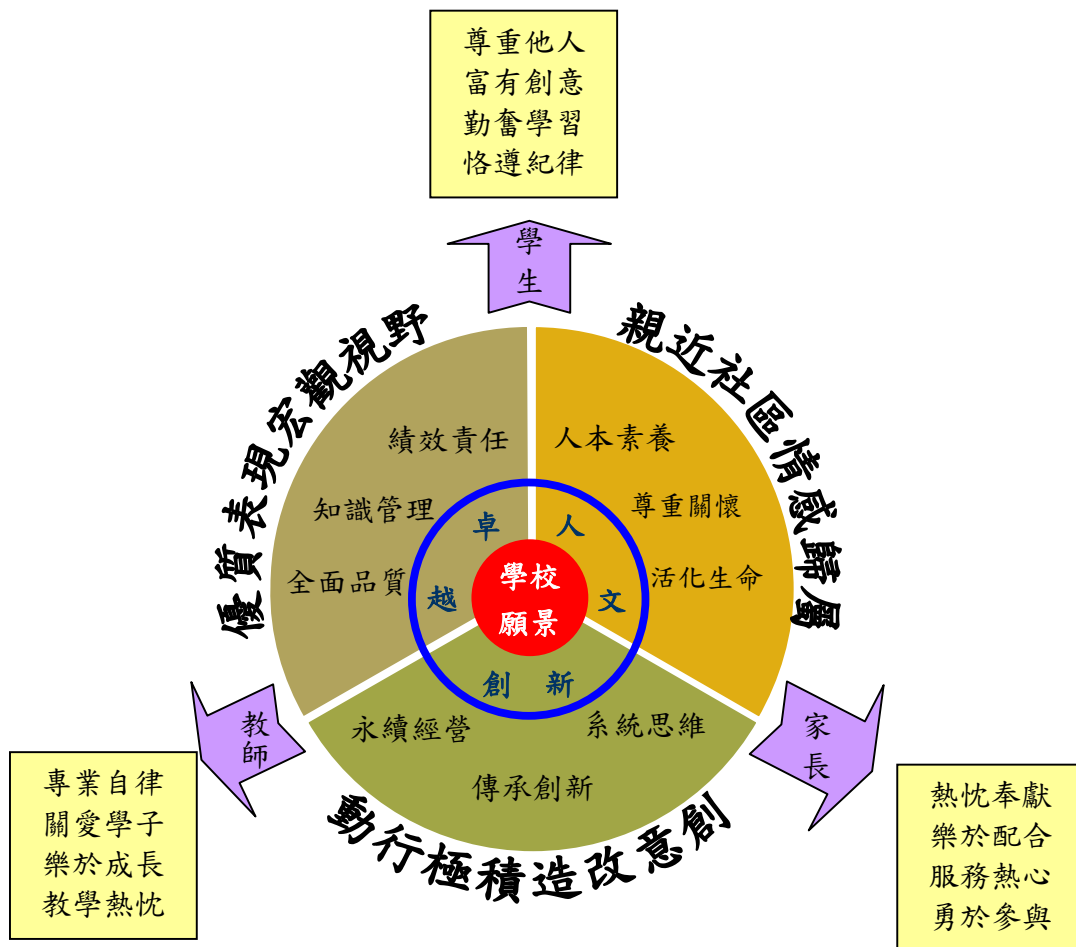 尊重他人
富有創意
勤奮學習
恪遵紀律
學
生
優質表現宏觀視野
親近社區情感歸屬
績效責任
知識管理
全面品質
人本素養
尊重關懷
活化生命
卓
越
人
文
學校
願景
創 新
永續經營
系統思維
傳承創新
動行極積造改意創
教
師
專業自律
關愛學子
樂於成長
教學熱忱
家
長
熱忱奉獻
樂於配合
服務熱心
勇於參與